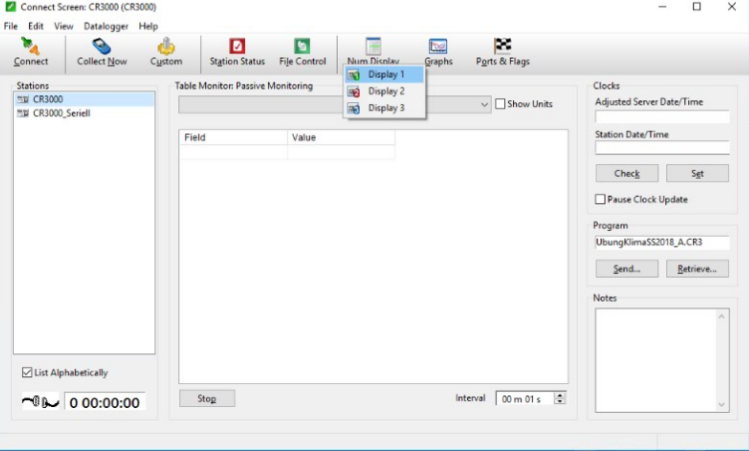 Connect Screen: CR3000 (CR3000)
File Edit View Datalogger Help
Connect Collect Now Custom Station Status File Control Num Display Graphs Ports & Flags
Display 1
Display 2
Display 3
Stations
CR3000
CR3000_Seriell
Table Monitor: Passive Monitoring
Show Units
Field Value
Clocks
Adjusted Server Date/Time
Station Date/Time
Check Set
Pause Clock Update
Program
UbungKlimaSS2018_A.CR3
Send... Retrieve...
Notes
List Alphabetically
0 00:00:00
Stop
Interval 00 m 01 s